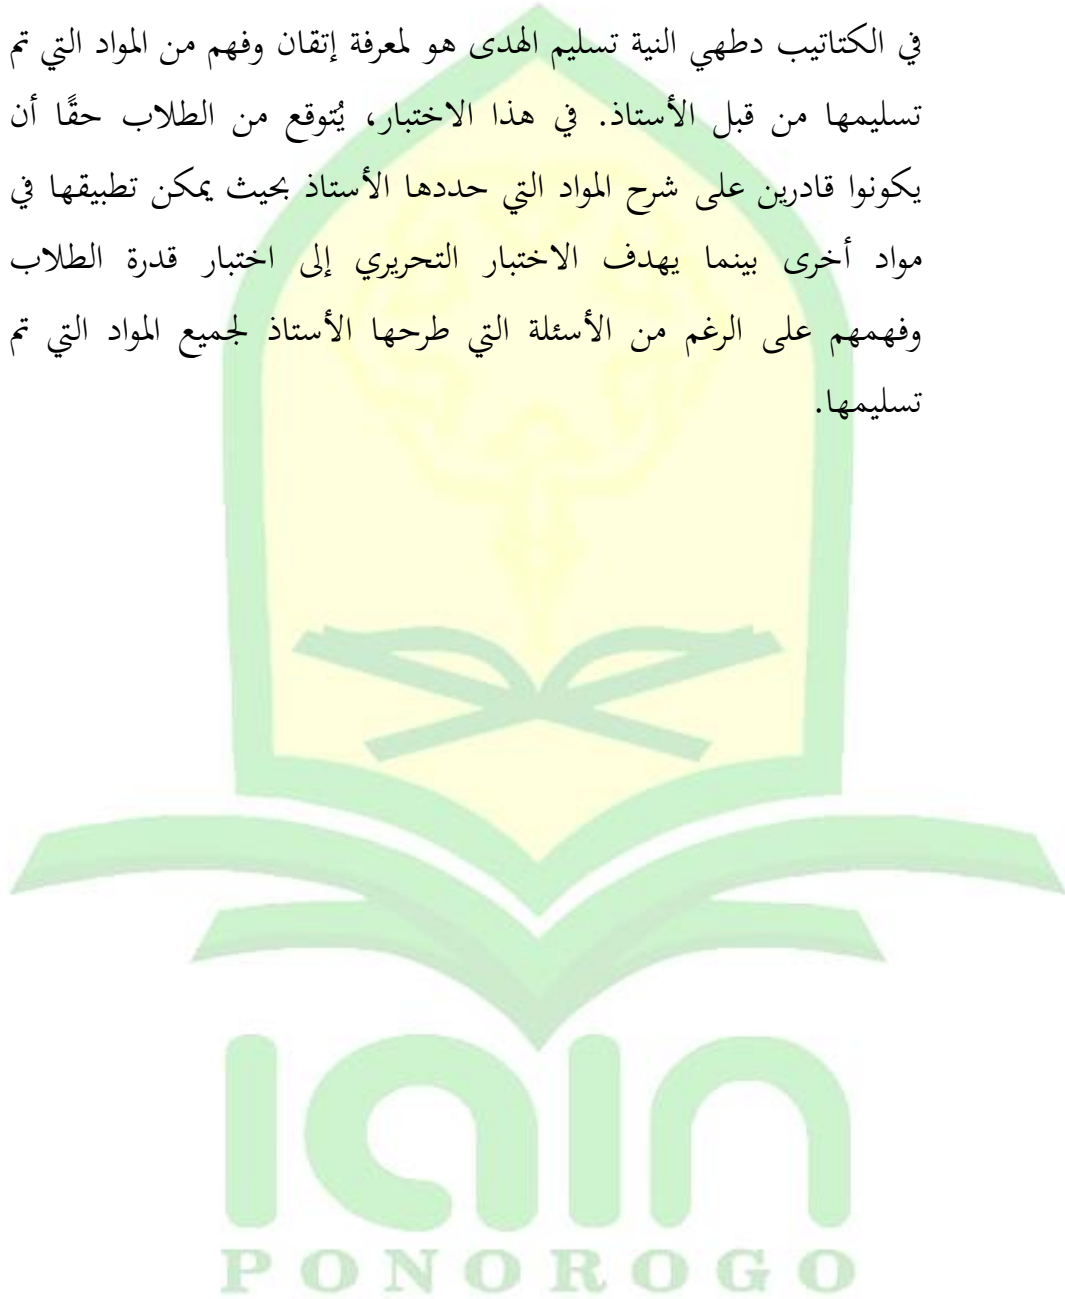 في الكتاتيب دطهي النية تسليم الهدى هو لمعرفة إتقان وفهم من المواد التي تم
تسليمها من قبل الأستاذ. في هذا الاختبار، يُتوقع من الطلاب حقًا أن
يكونوا قادرين على شرح المواد التي حددها الأستاذ بحيث يمكن تطبيقها في
مواد أخرى بينما يهدف الاختبار التحريري إلى اختبار قدرة الطلاب
وفهمهم على الرغم من الأسئلة التي طرحها الأستاذ لجميع المواد التي تم
تسليمها.
iain
PONOROGO